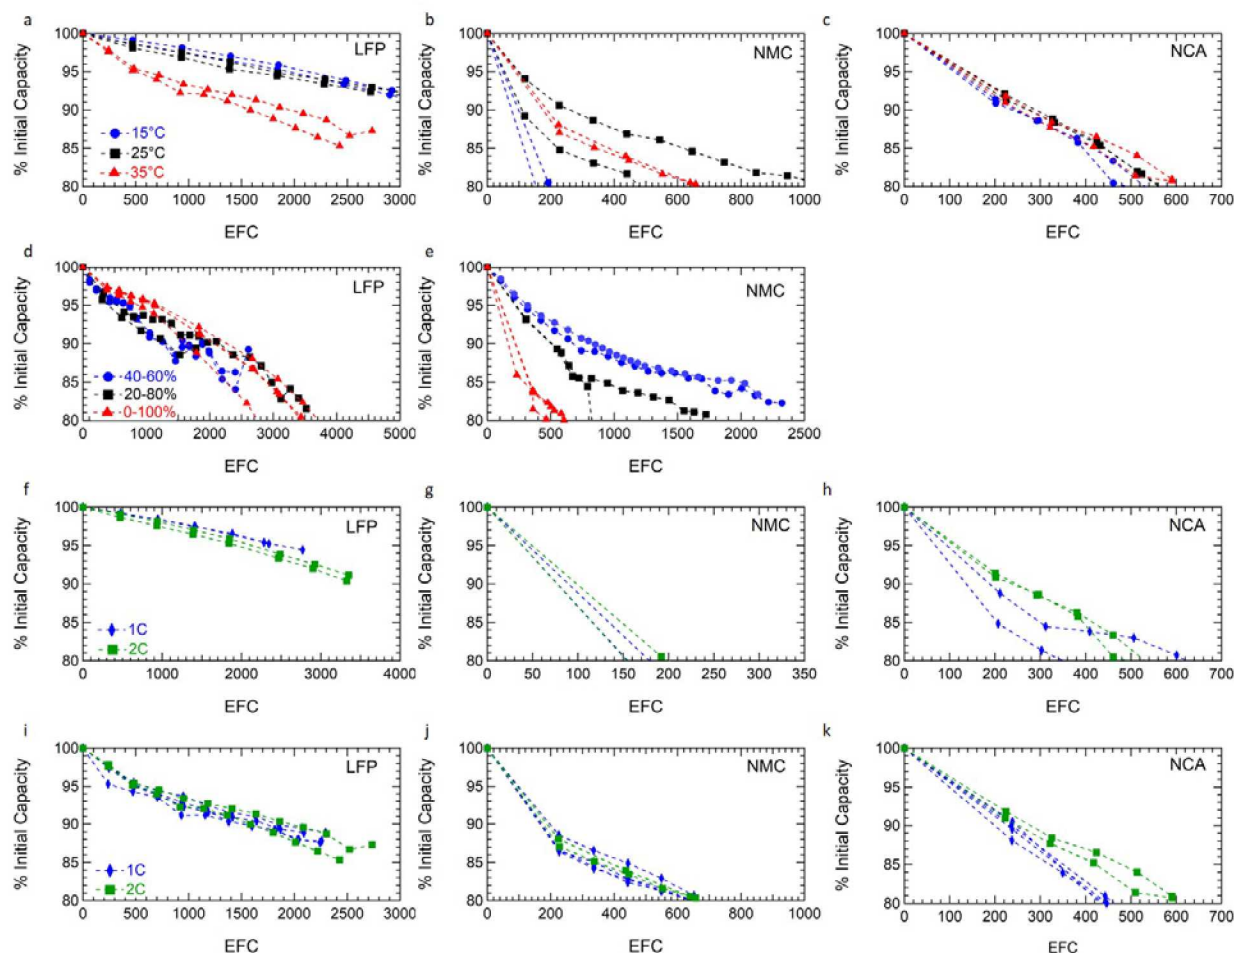 a
% Initial Capacity
100
95
90
85
80
LFP
15°C
25°C
35°C
0 500 1000 1500 2000 2500 3000
EFC
b
% Initial Capacity
100
95
90
85
80
NMC
0 200 400 600 800 1000
EFC
c
% Initial Capacity
100
95
90
85
80
NCA
0 100 200 300 400 500 600 700
EFC
d
% Initial Capacity
100
95
90
85
80
LFP
40-60%
20-80%
0-100%
0 1000 2000 3000 4000 5000
EFC
e
% Initial Capacity
100
95
90
85
80
NMC
0 500 1000 1500 2000 2500
EFC
f
% Initial Capacity
100
95
90
85
80
LFP
1C
2C
0 1000 2000 3000 4000
EFC
g
% Initial Capacity
100
95
90
85
80
NMC
0 50 100 150 200 250 300 350
EFC
h
% Initial Capacity
100
95
90
85
80
NCA
0 100 200 300 400 500 600 700
EFC
i
% Initial Capacity
100
95
90
85
80
LFP
1C
2C
0 500 1000 1500 2000 2500 3000
EFC
j
% Initial Capacity
100
95
90
85
80
NMC
0 200 400 600 800 1000
EFC
k
% Initial Capacity
100
95
90
85
80
NCA
0 100 200 300 400 500 600 700
EFC